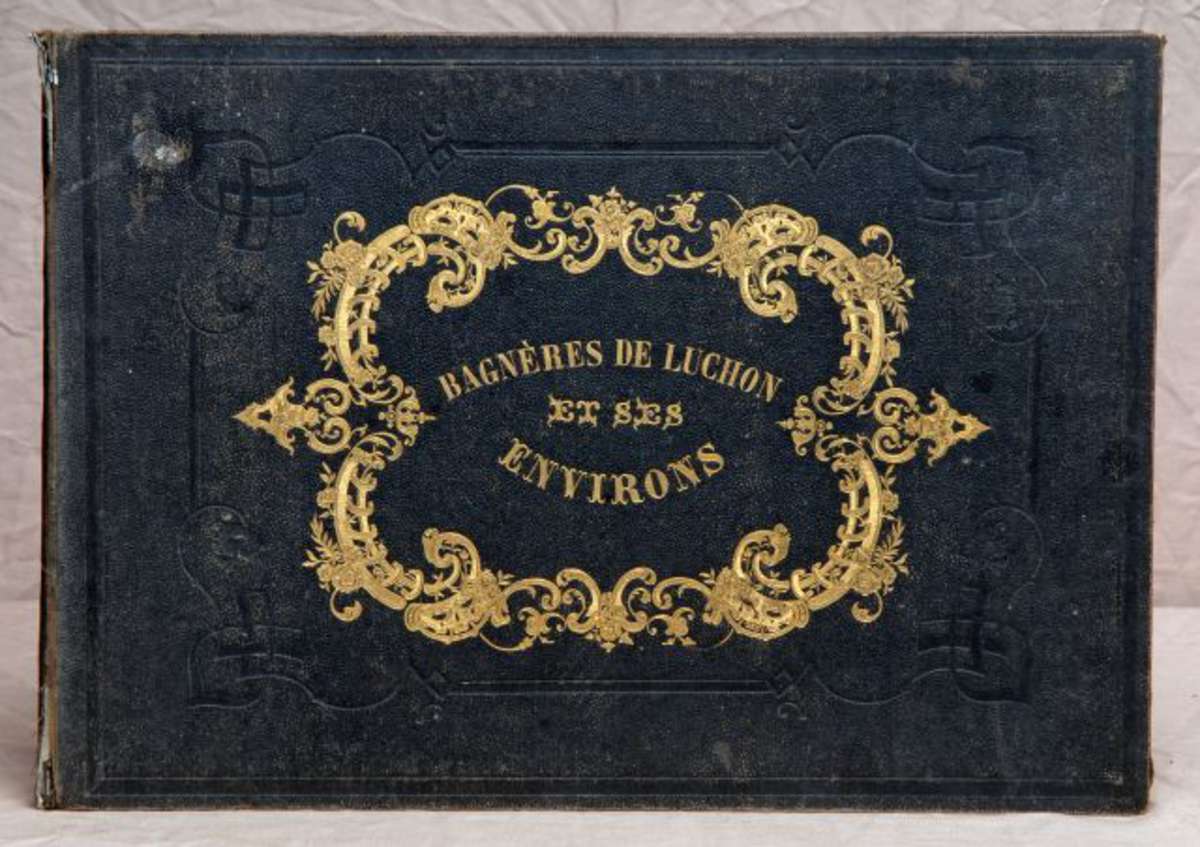 BAGNÈRES DE LUCHON
ET SES
ENVIRONS